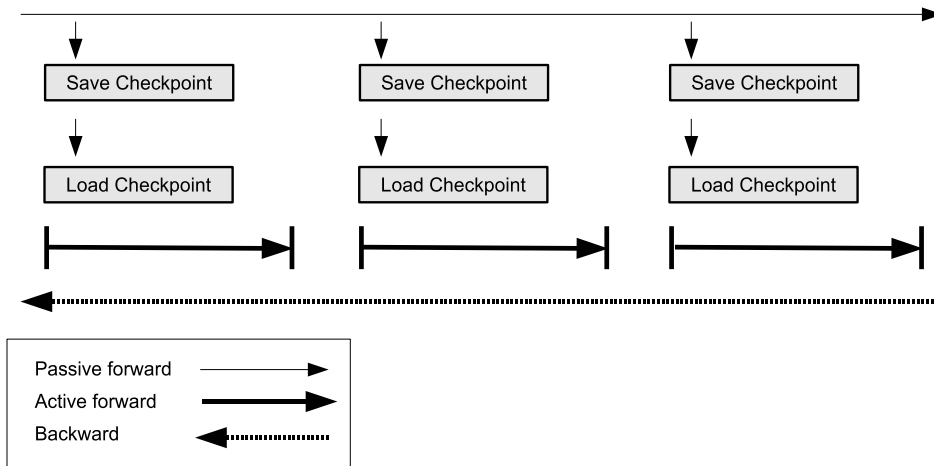 Save Checkpoint Save Checkpoint Save Checkpoint
Load Checkpoint Load Checkpoint Load Checkpoint
Passive forward
Active forward
Backward